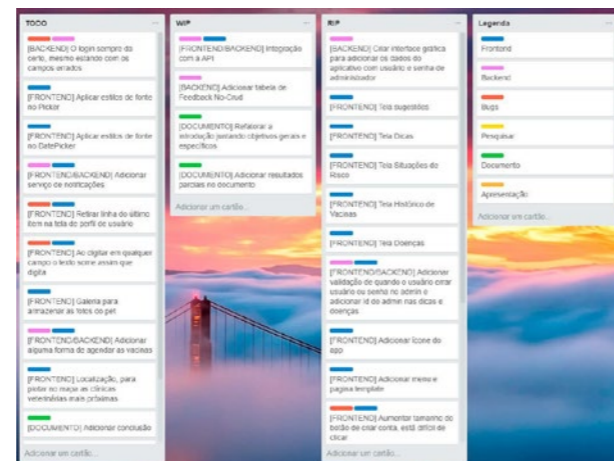 TODO
[BACKEND] O login sempre da
certo, mesmo estando com os
campos errados
[FRONTEND] Aplicar estilos de fonte
no Picker
[FRONTEND] Aplicar estilos de fonte
no DatePicker
[FRONTEND/BACKEND] Adicionar
serviço de notificações
[FRONTEND] Retirar linha do último
item na tela de perfil de usuário
[FRONTEND] Ao digitar em qualquer
campo o texto some assim que
digita
[FRONTEND] Galeria para
armazenar as fotos do pet
[FRONTEND/BACKEND] Adicionar
alguma forma de agendar as vacinas
[FRONTEND] Localização, para
plotar no mapa as clínicas
veterinárias mais próximas
[DOCUMENTO] Adicionar conclusão
Adicionar um cartão...
WIP
[FRONTEND/BACKEND] Integração
com a API
[BACKEND] Adicionar tabela de
Feedback No-Crud
[DOCUMENTO] Refatorar a
introdução juntando objetivos gerais e
específicos
[DOCUMENTO] Adicionar resultados
parciais no documento
Adicionar um cartão...
RIP
[BACKEND] Criar interface gráfica
para adicionar os dados do
aplicativo com usuário e senha de
administrador
[FRONTEND] Tela sugestões
[FRONTEND] Tela Dicas
[FRONTEND] Tela Situações de
Risco
[FRONTEND] Tela Histórico de
Vacinas
[FRONTEND] Tela Doenças
[FRONTEND/BACKEND] Adicionar
validação de quando o usuário errar
usuário ou senha no admin e
adicionar id do admin nas dicas e
doenças
[FRONTEND] Adicionar ícone do
app
[FRONTEND] Adicionar menu e
pagina template
[FRONTEND] Aumentar tamanho do
botão de criar conta, está difícil de
clicar
Adicionar um cartão...
Legenda
Frontend
Backend
Bugs
Pesquisar
Documento
Apresentação
Adicionar um cartão...